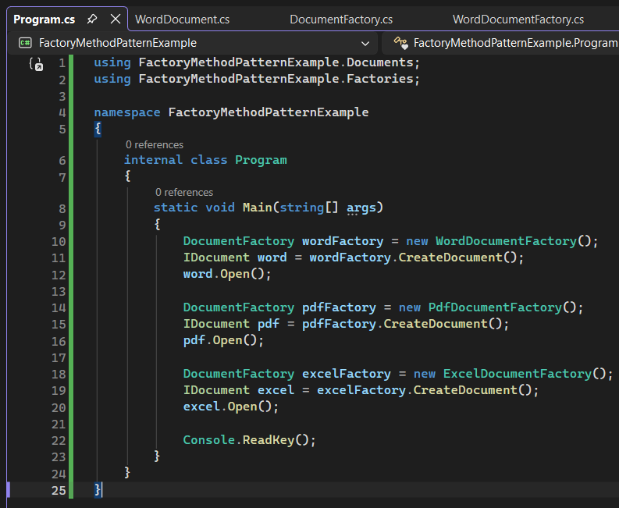 Program.cs WordDocument.cs DocumentFactory.cs WordDocumentFactory.cs
FactoryMethodPatternExample FactoryMethodPatternExample.Program
1 using FactoryMethodPatternExample.Documents;
2 using FactoryMethodPatternExample.Factories;
3
4 namespace FactoryMethodPatternExample
5 {
0 references
6 internal class Program
7 {
0 references
8 static void Main(string[] args)
9 {
10 DocumentFactory wordFactory = new WordDocumentFactory();
11 IDocument word = wordFactory.CreateDocument();
12 word.Open();
13
14 DocumentFactory pdfFactory = new PdfDocumentFactory();
15 IDocument pdf = pdfFactory.CreateDocument();
16 pdf.Open();
17
18 DocumentFactory excelFactory = new ExcelDocumentFactory();
19 IDocument excel = excelFactory.CreateDocument();
20 excel.Open();
21
22 Console.ReadKey();
23 }
24 }
25 }